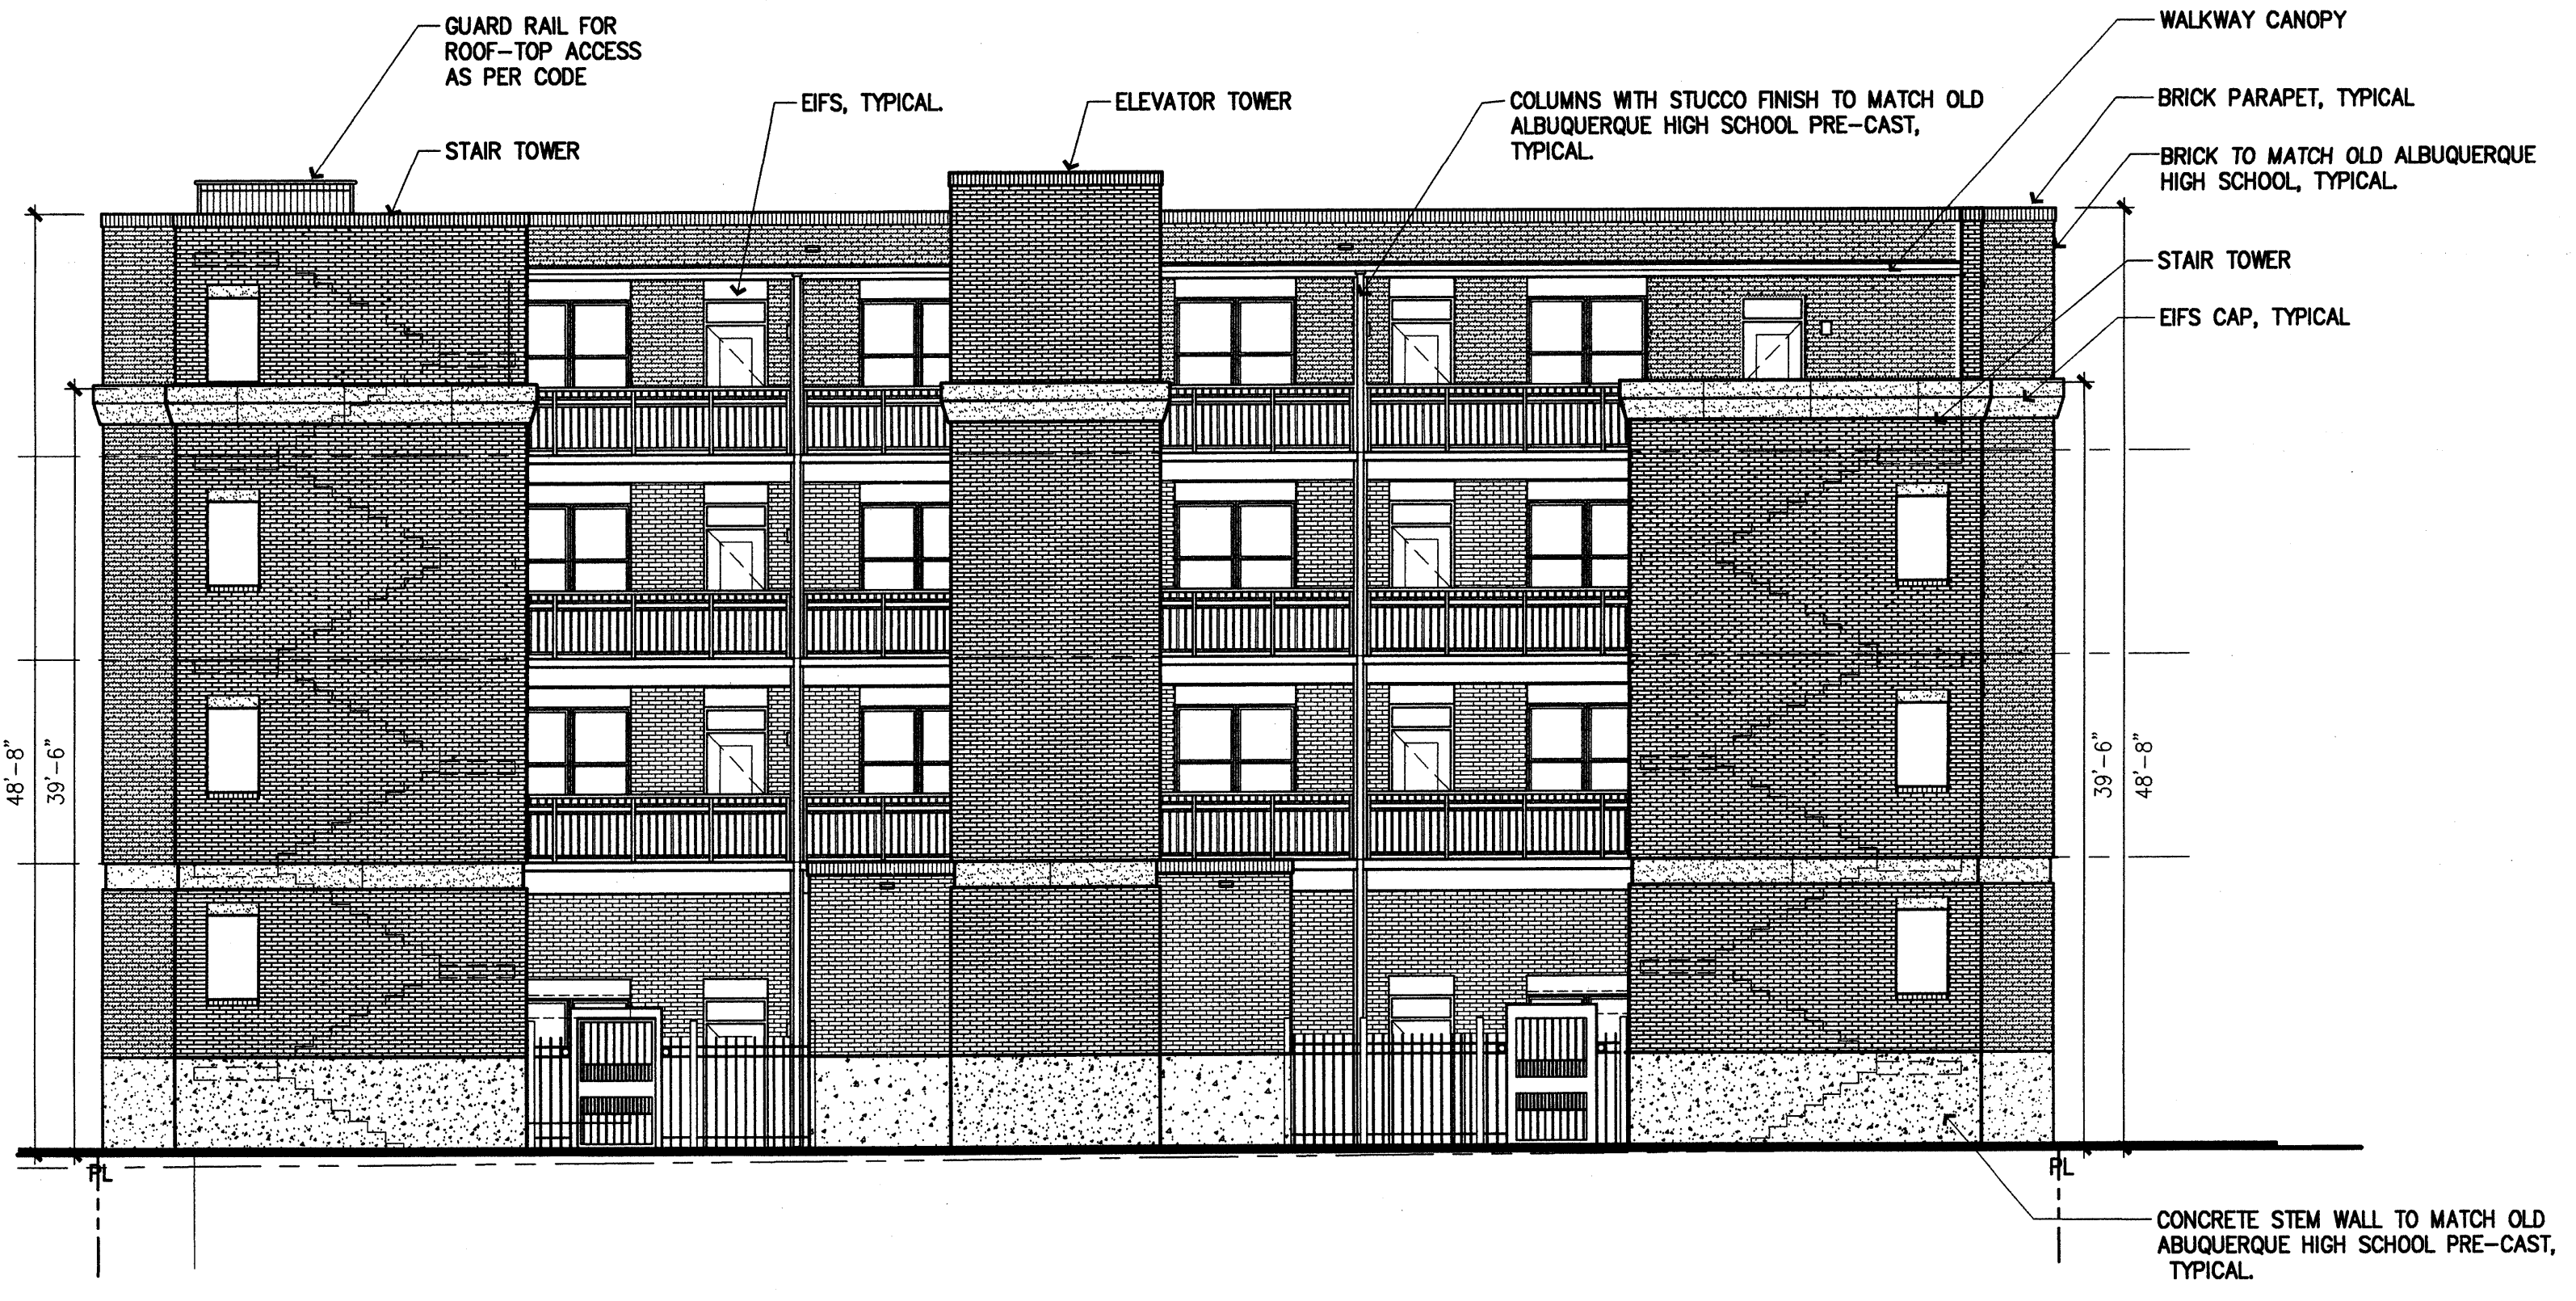 GUARD RAIL FOR
ROOF-TOP ACCESS
AS PER CODE
STAIR TOWER
EIFS, TYPICAL.
ELEVATOR TOWER
COLUMNS WITH STUCCO FINISH TO MATCH OLD
ALBUQUERQUE HIGH SCHOOL PRE-CAST,
TYPICAL.
WALKWAY CANOPY
BRICK PARAPET, TYPICAL
BRICK TO MATCH OLD ALBUQUERQUE
HIGH SCHOOL, TYPICAL.
STAIR TOWER
EIFS CAP, TYPICAL
48'-8"
39'-6"
39'-6"
48'-8"
PL
PL
CONCRETE STEM WALL TO MATCH OLD
ABUQUERQUE HIGH SCHOOL PRE-CAST,
TYPICAL.